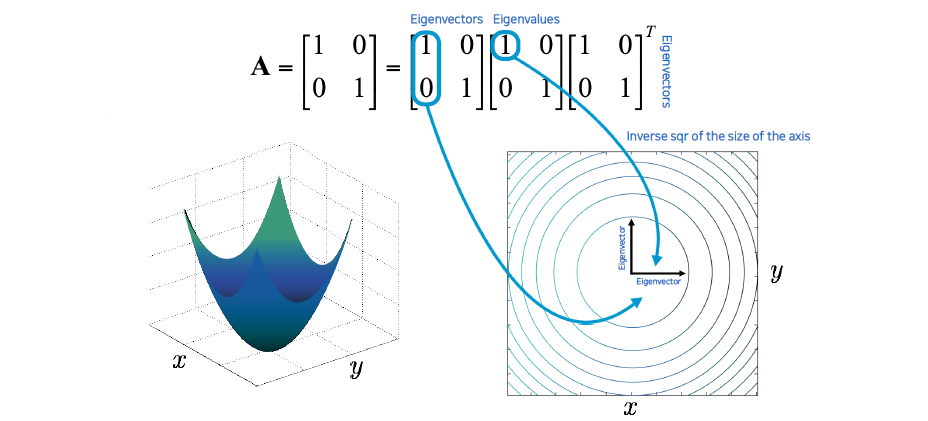 Eigenvectors Eigenvalues
A = [1 0 = [1 0 [1 0 [1 0]T
0 1] 0 1] 0 1] 0 1]
Eigenvectors
Inverse sqr of the size of the axis
Eigenvector
Eigenvector
x
y
y
x